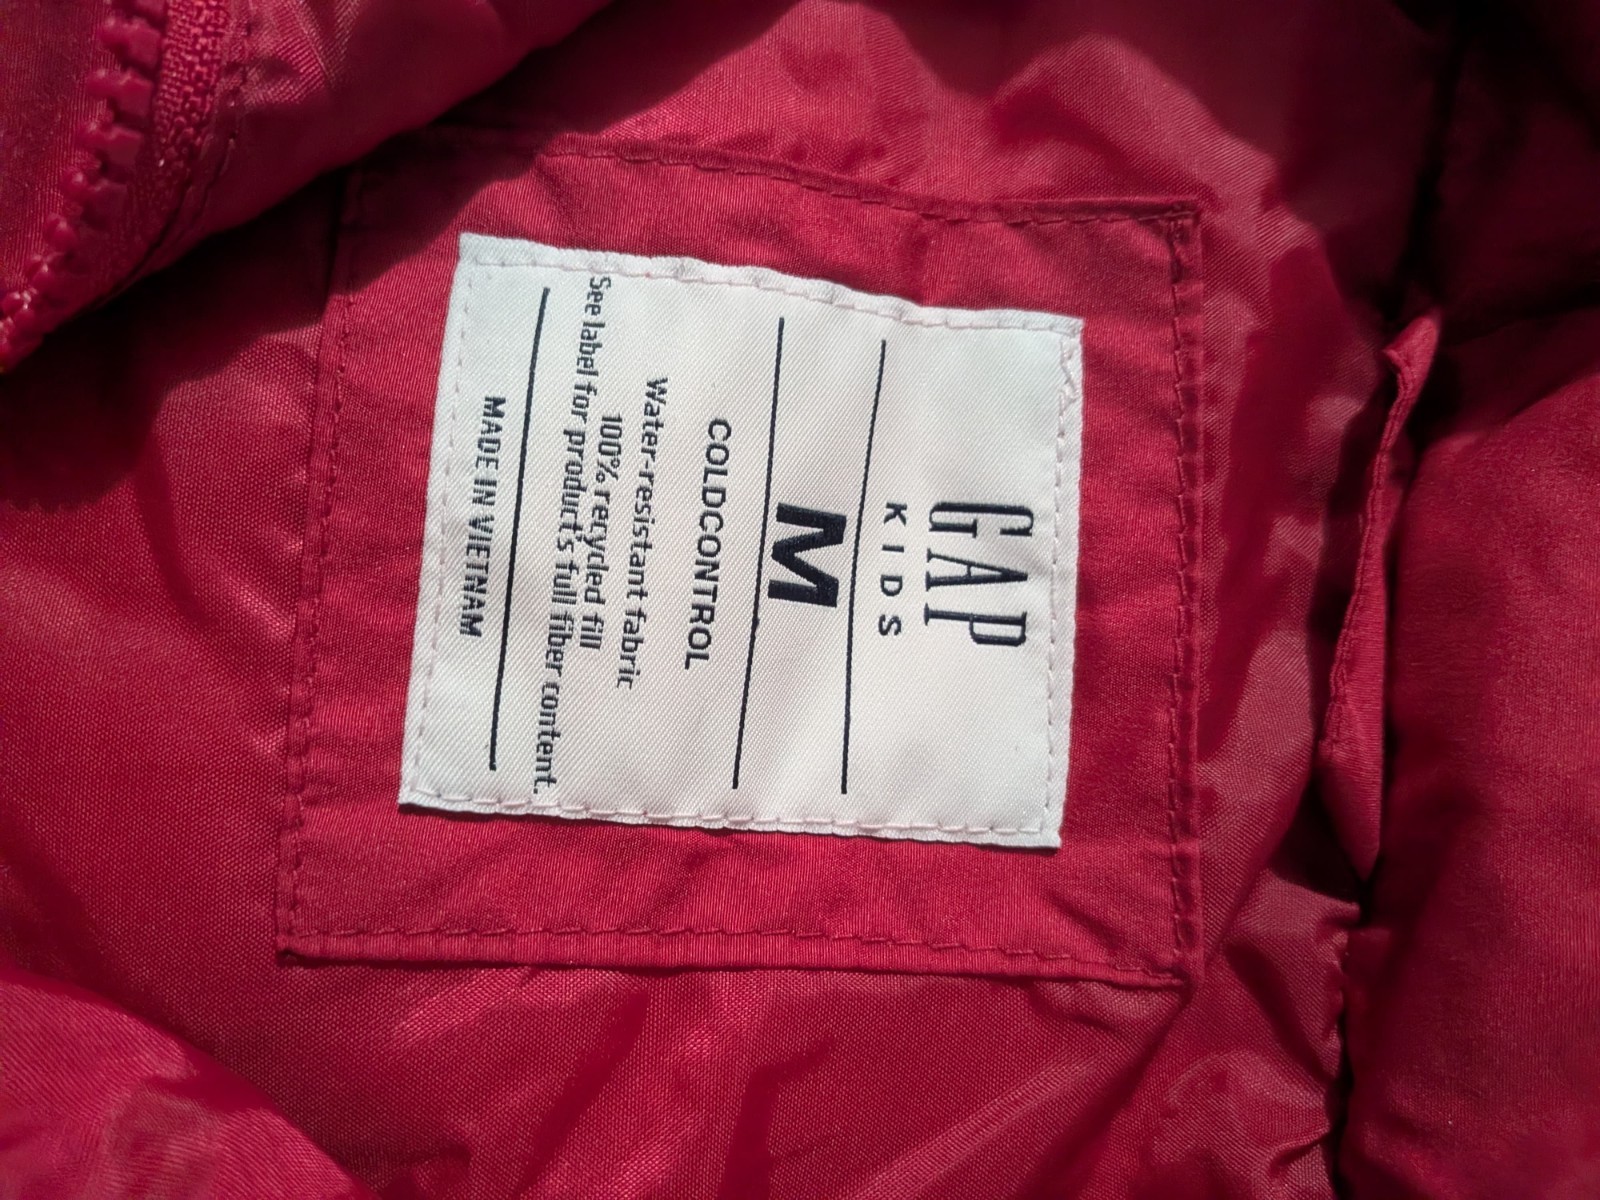 GAP
KIDS
M
COLDCONTROL
Water-resistant fabric
100% recycled fill
See label for product's full fiber content.
MADE IN VIETNAM